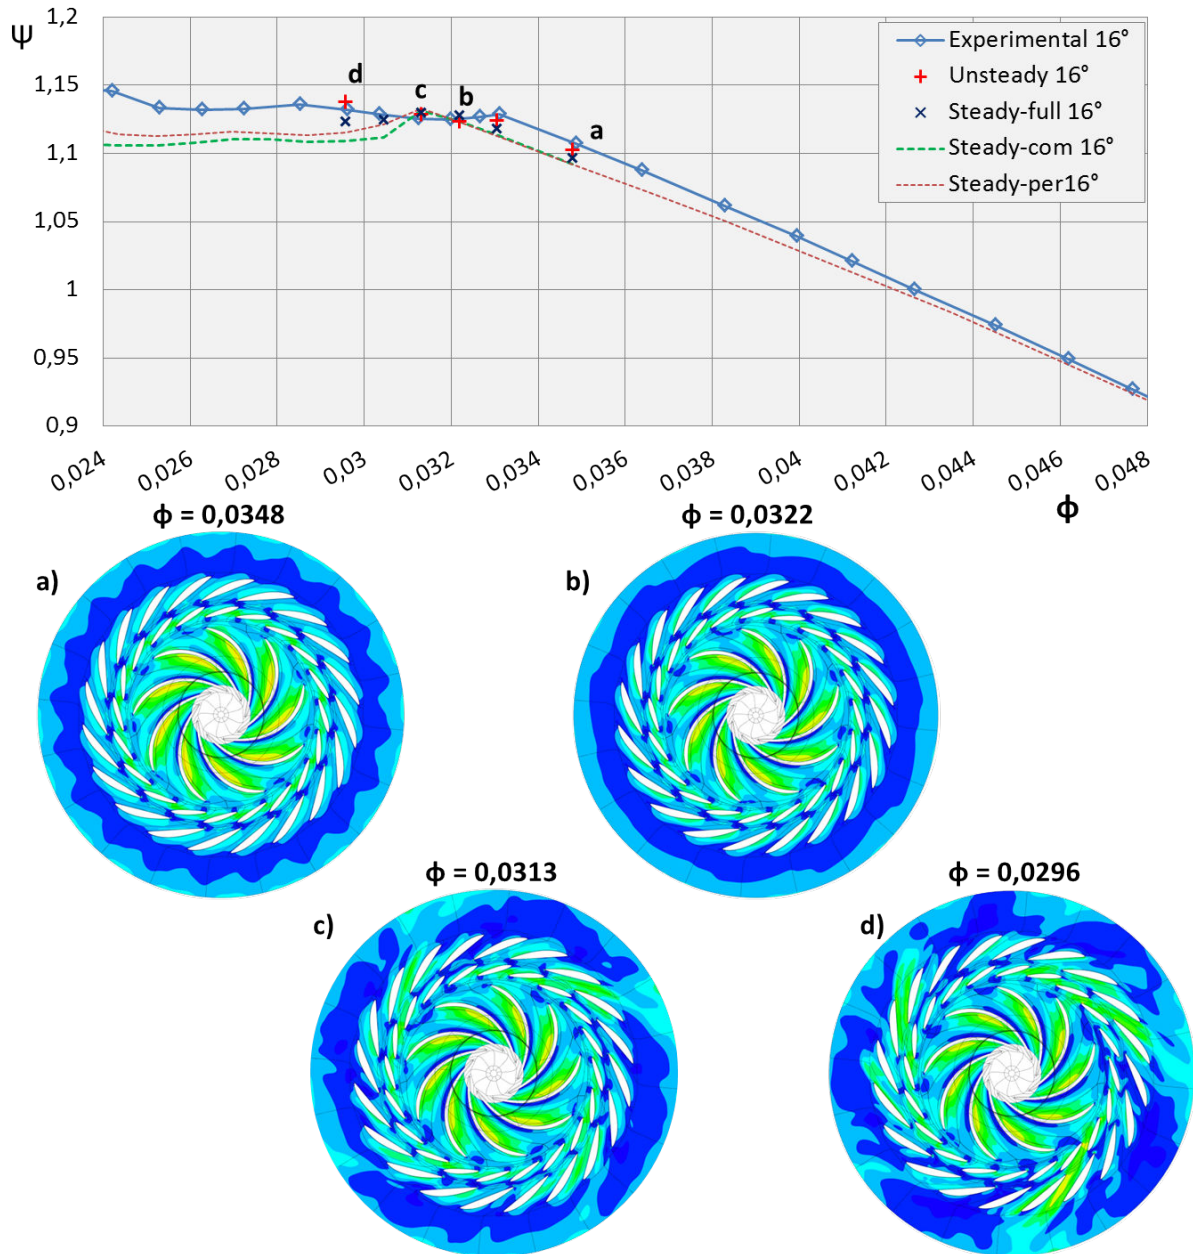 Ψ
1,2
1,15
1,1
1,05
1
0,95
0,9
d
c
b
a
Experimental 16°
Unsteady 16°
Steady-full 16°
Steady-com 16°
Steady-per16°
0,024
0,026
0,028
0,03
0,032
0,034
0,036
0,038
0,04
0,042
0,044
0,046
0,048
ϕ
ϕ = 0,0348
ϕ = 0,0322
a)
b)
ϕ = 0,0313
ϕ = 0,0296
c)
d)